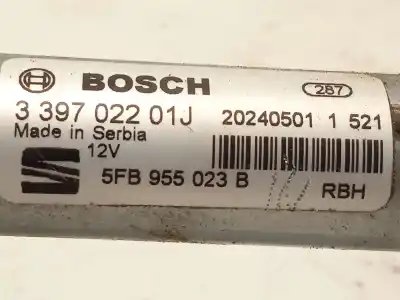 BOSCH 287
3 397 022 01J 20240501 1 521
Made in Serbia
12V
5FB 955 023 B
RBH